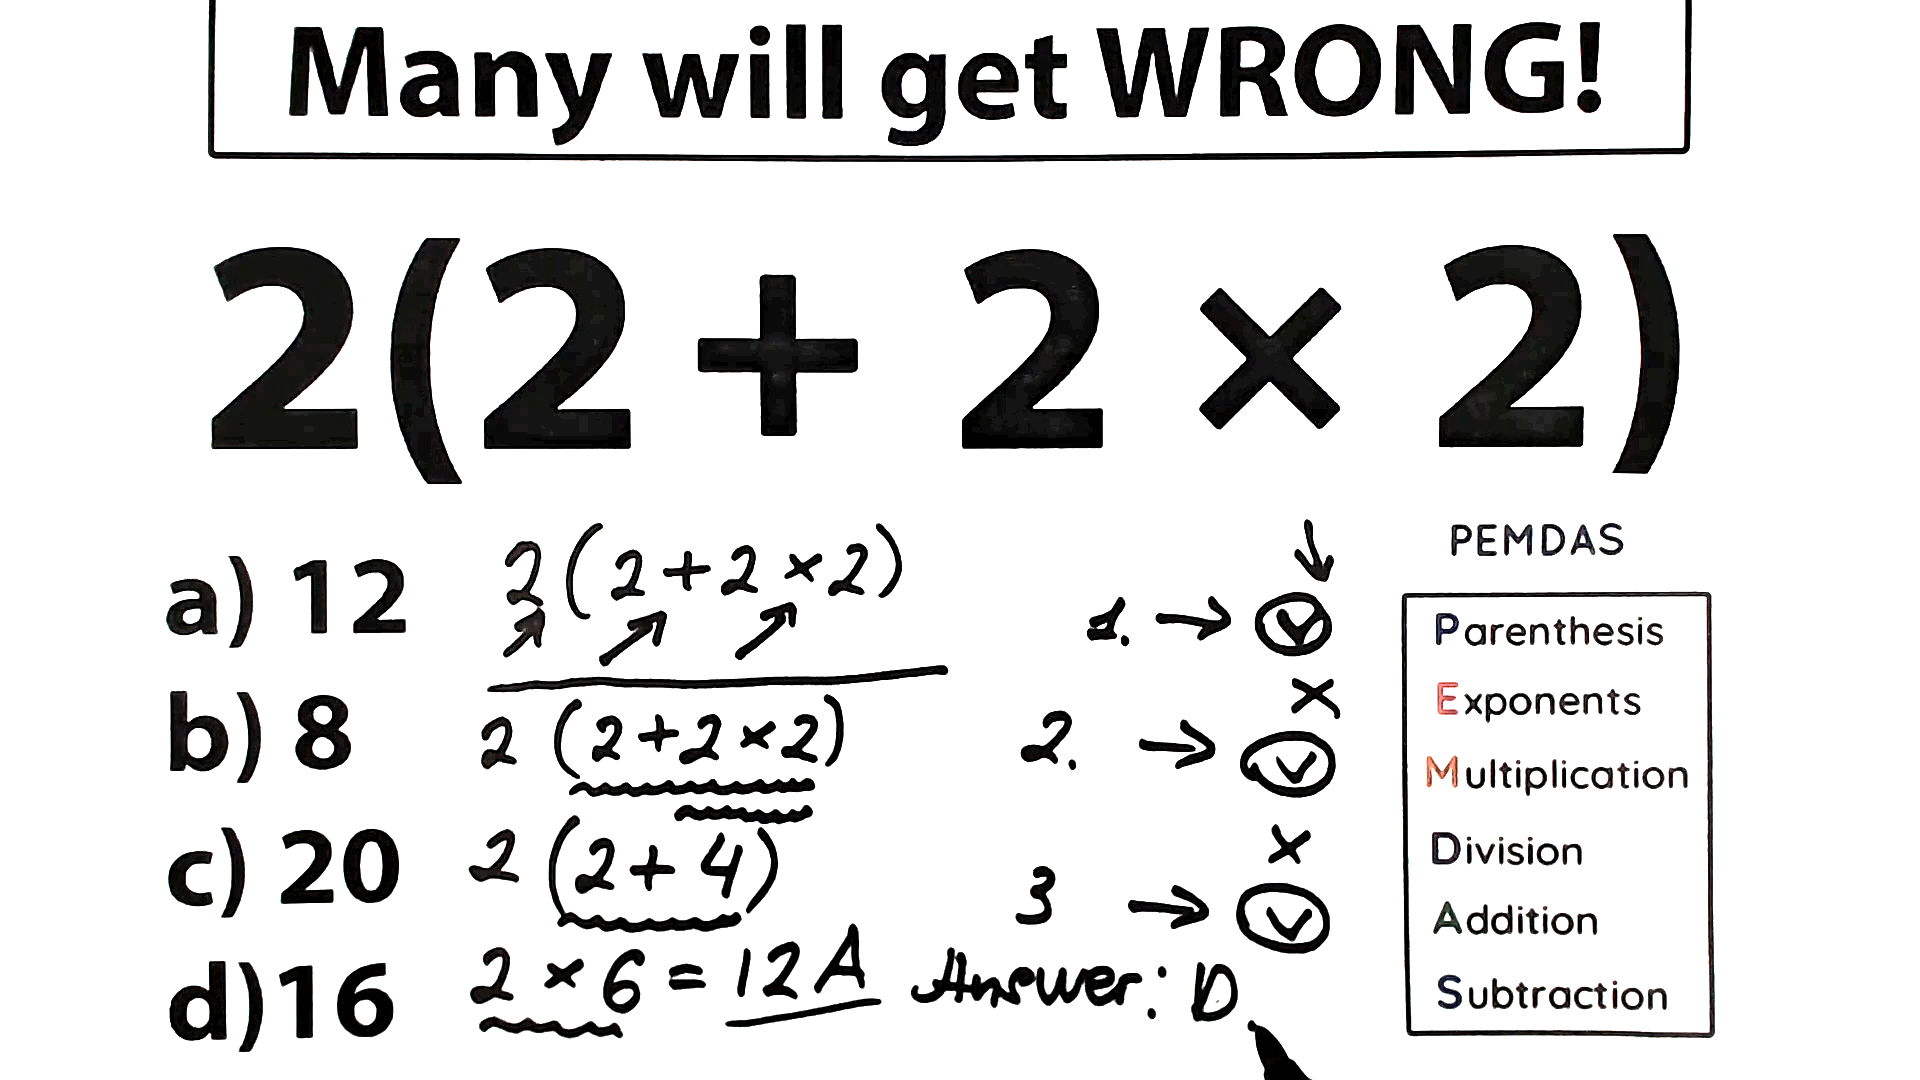 Many will get WRONG!
2(2 + 2 × 2)
a) 12
b) 8
c) 20
d)16
2(2+2×2)
2 (2+2×2)
2 (2+4)
2 × 6 = 12 A
Answer: D
1. → ✓
×
2. → ✓
×
3 → ✓
PEMDAS
Parenthesis
Exponents
Multiplication
Division
Addition
Subtraction